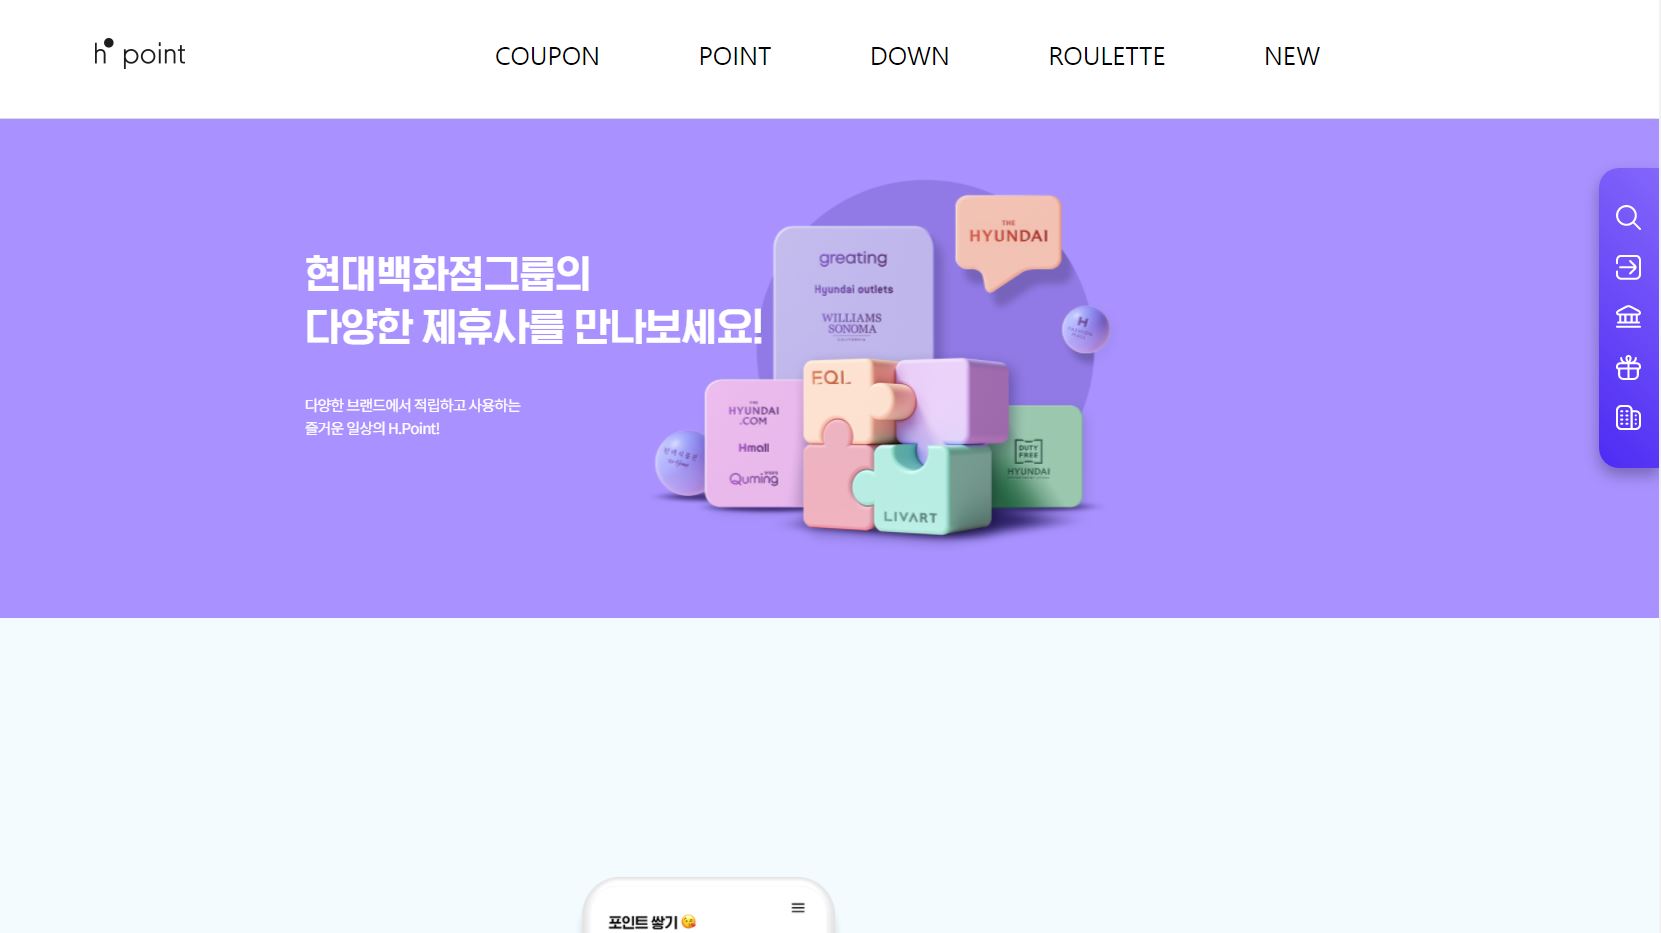 h point
COUPON
POINT
DOWN
ROULETTE
NEW
현대백화점그룹의
다양한 제휴사를 만나보세요!
다양한 브랜드에서 적립하고 사용하는
즐거운 일상의 H.Point!
greating
Hyundai outlets
WILLIAMS
SONOMA
CALIFORNIA
THE
HYUNDAI
H
THE
HYUNDAI
.COM
Hmall
Quming
EQL
LIVART
DUTY
FREE
HYUNDAI
포인트 쌓기 😘